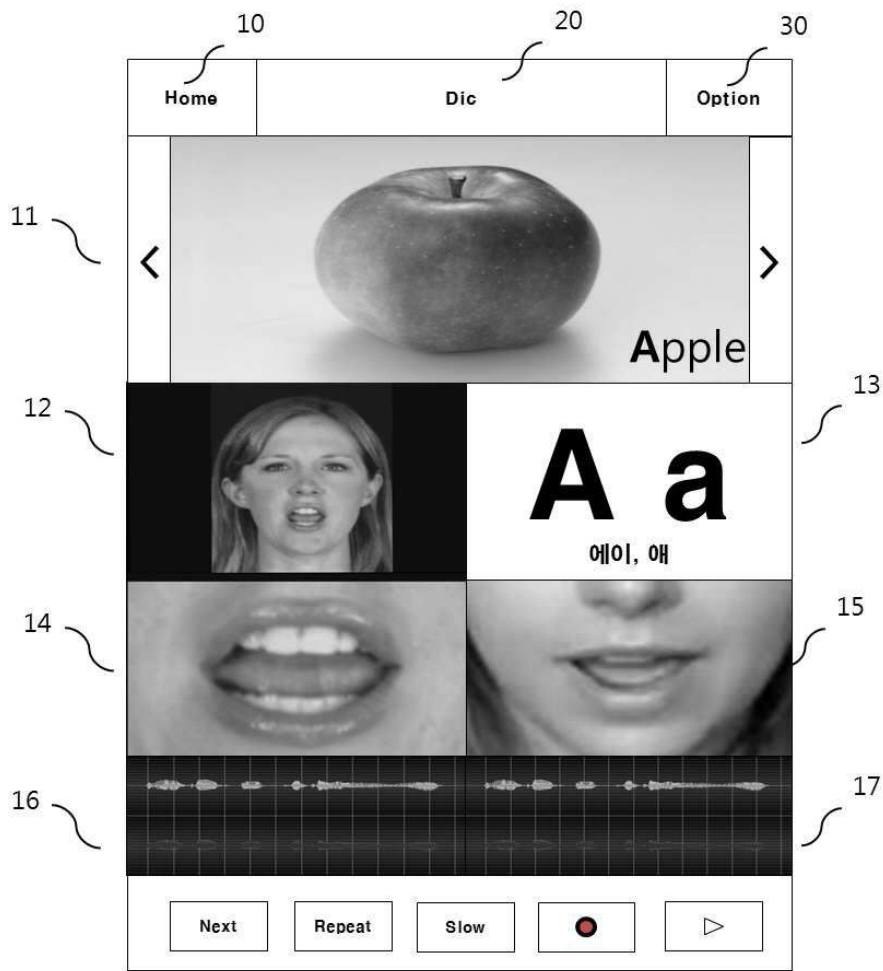 10 20 30
Home Dic Option
11
Apple
12 13
A a
에이, 애
14 15
16 17
Next Repeat Slow